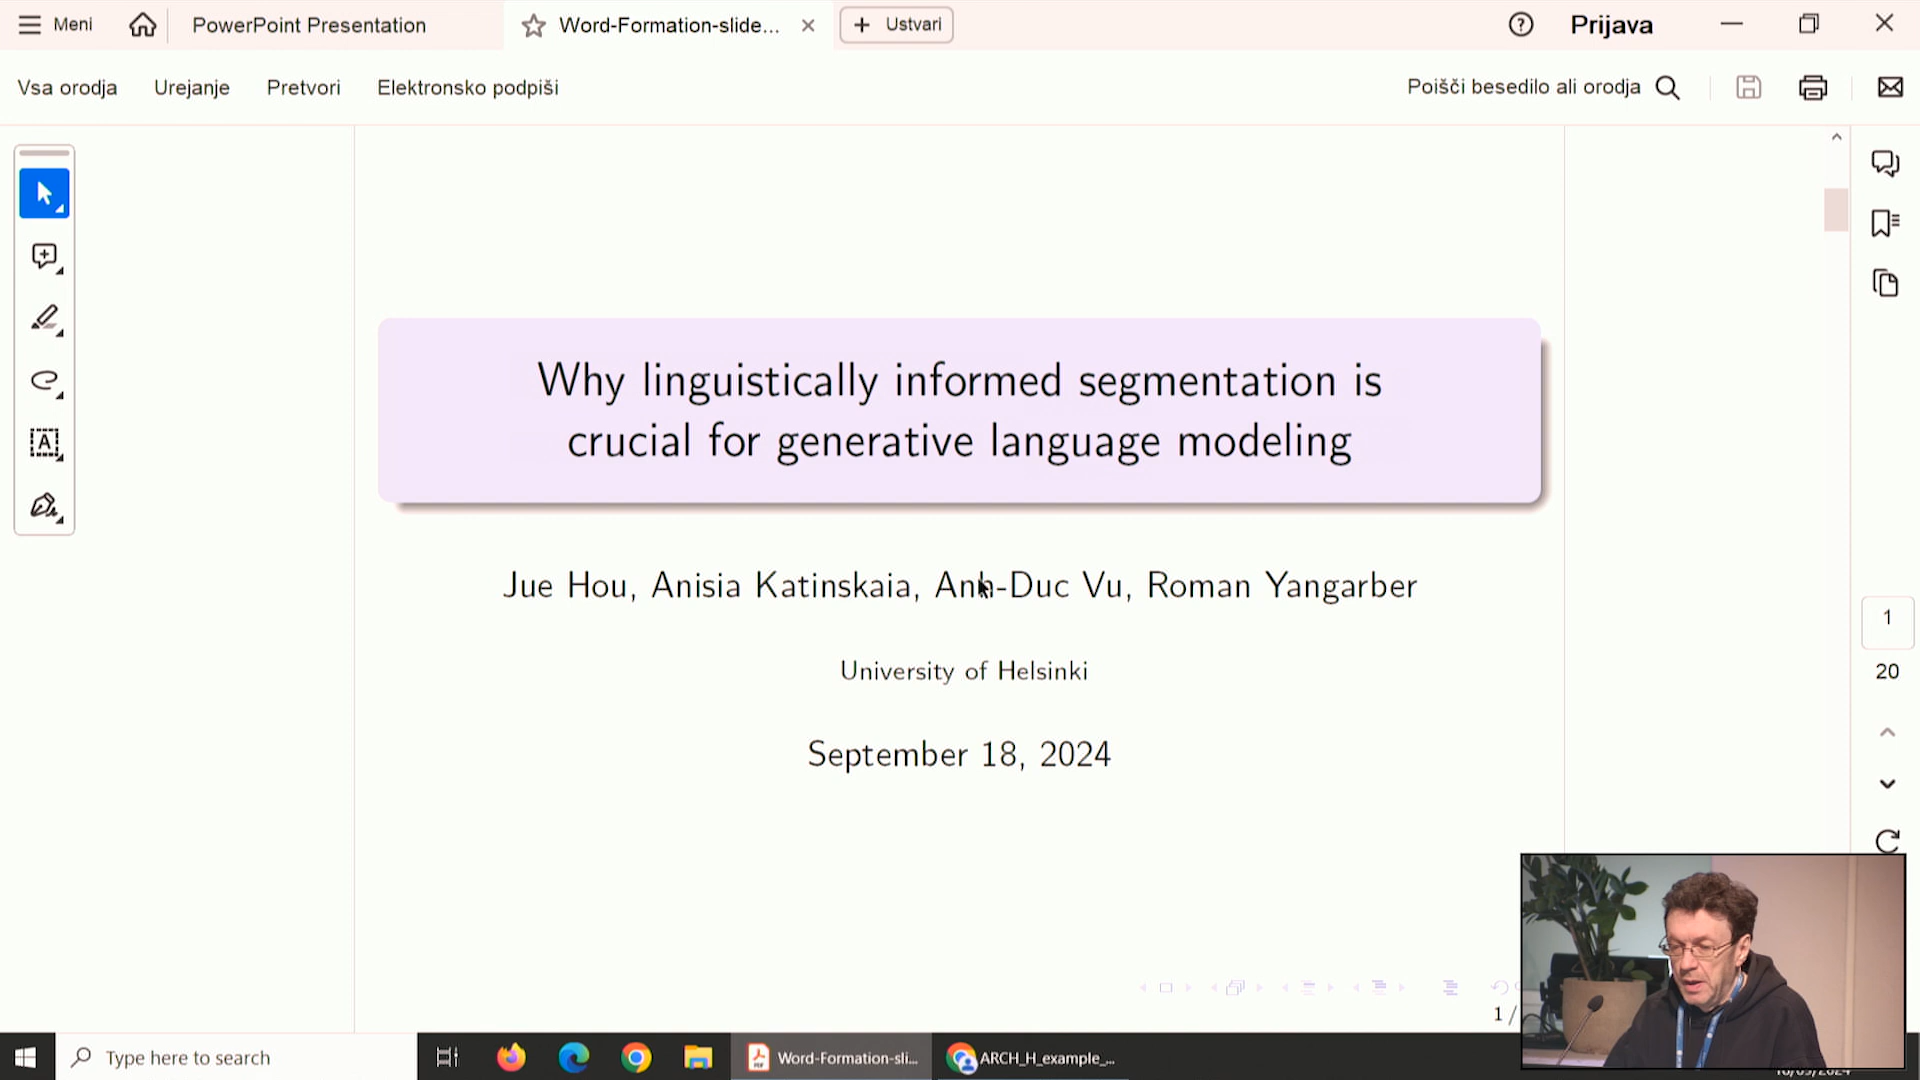 Meni
PowerPoint Presentation
Word-Formation-slide...
Ustvari
Prijava
Vsa orodja
Urejanje
Pretvori
Elektronsko podpiši
Poišči besedilo ali orodja
Why linguistically informed segmentation is
crucial for generative language modeling
Jue Hou, Anisia Katinskaia, Anh-Duc Vu, Roman Yangarber
University of Helsinki
September 18, 2024
1
20
1 /
Type here to search
Word-Formation-sli...
ARCH_H_example_...